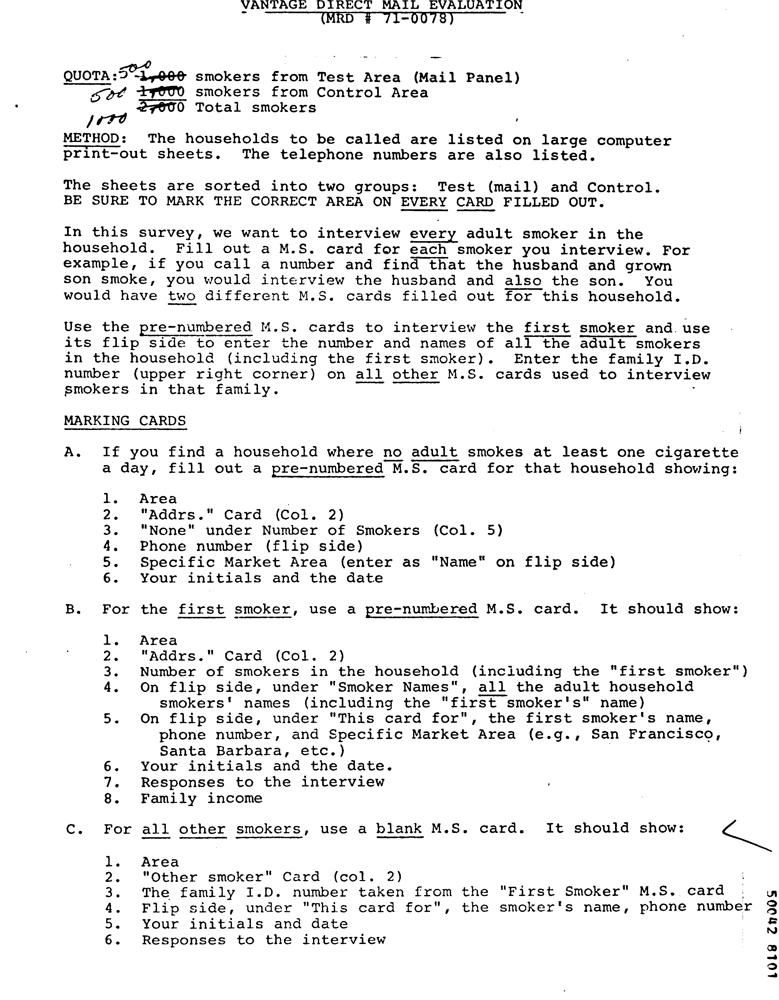 VANTAGE DIRECT MAIL EVALUATION
(MRD # 71-0078)
QUOTA: 500 1,000 smokers from Test Area (Mail Panel)
500 1,000 smokers from Control Area
1000 2,000 Total smokers
METHOD: The households to be called are listed on large computer
print-out sheets. The telephone numbers are also listed.
The sheets are sorted into two groups: Test (mail) and Control.
BE SURE TO MARK THE CORRECT AREA ON EVERY CARD FILLED OUT.
In this survey, we want to interview every adult smoker in the
household. Fill out a M.S. card for each smoker you interview. For
example, if you call a number and find that the husband and grown
son smoke, you would interview the husband and also the son. You
would have two different M.S. cards filled out for this household.
Use the pre-numbered M.S. cards to interview the first smoker and use
its flip side to enter the number and names of all the adult smokers
in the household (including the first smoker). Enter the family I.D.
number (upper right corner) on all other M.S. cards used to interview
smokers in that family.
MARKING CARDS
A. If you find a household where no adult smokes at least one cigarette
a day, fill out a pre-numbered M.S. card for that household showing:
1. Area
2. "Addrs." Card (Col. 2)
3. "None" under Number of Smokers (Col. 5)
4. Phone number (flip side)
5. Specific Market Area (enter as "Name" on flip side)
6. Your initials and the date
B. For the first smoker, use a pre-numbered M.S. card. It should show:
1. Area
2. "Addrs." Card (Col. 2)
3. Number of smokers in the household (including the "first smoker")
4. On flip side, under "Smoker Names", all the adult household
smokers' names (including the "first smoker's" name)
5. On flip side, under "This card for", the first smoker's name,
phone number, and Specific Market Area (e.g., San Francisco,
Santa Barbara, etc.)
6. Your initials and the date.
7. Responses to the interview
8. Family income
C. For all other smokers, use a blank M.S. card. It should show:
1. Area
2. "Other smoker" Card (col. 2)
3. The family I.D. number taken from the "First Smoker" M.S. card
4. Flip side, under "This card for", the smoker's name, phone number
5. Your initials and date
6. Responses to the interview
50042 8101